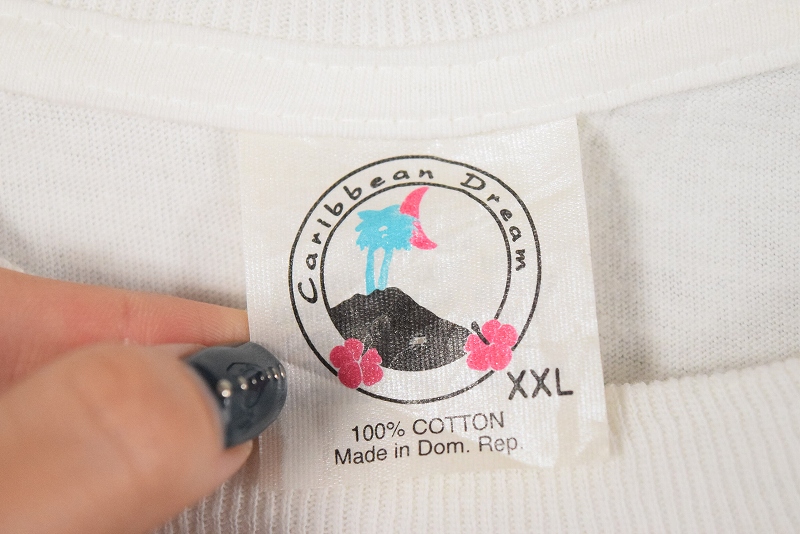 Caribbean Dream
XXL
100% COTTON
Made in Dom. Rep.